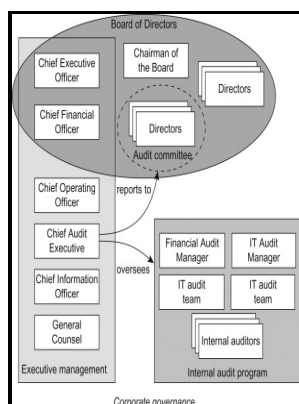 Board of Directors
Chief Executive
Officer
Chairman of
the Board
Directors
Chief Financial
Officer
Directors
Audit committee
Chief Operating
Officer
reports to
Chief Audit
Executive
Financial Audit
Manager
IT Audit
Manager
oversees
Chief Information
Officer
IT audit
team
IT audit
team
General
Counsel
Internal auditors
Executive management
Internal audit program
Corporate governance